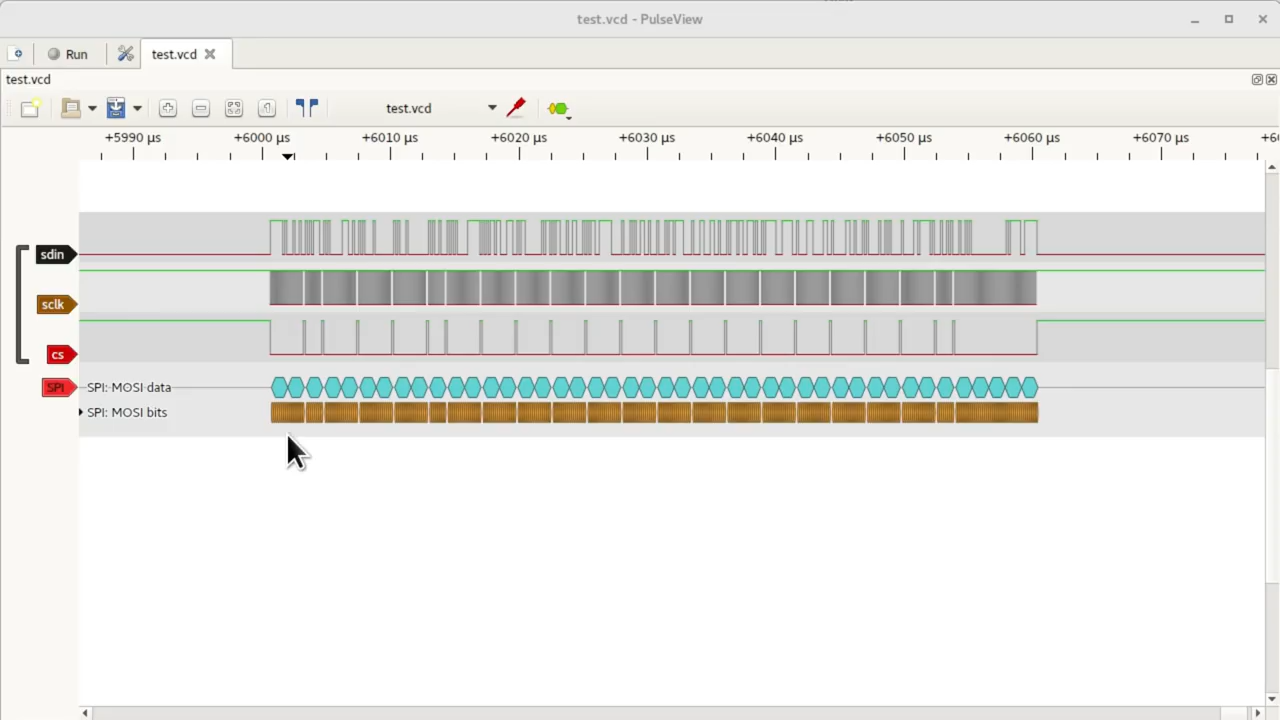 test.vcd - PulseView
Run
test.vcd
test.vcd
test.vcd
+5990 µs +6000 µs +6010 µs +6020 µs +6030 µs +6040 µs +6050 µs +6060 µs +6070 µs
sdin
sclk
cs
SPI SPI: MOSI data
SPI: MOSI bits